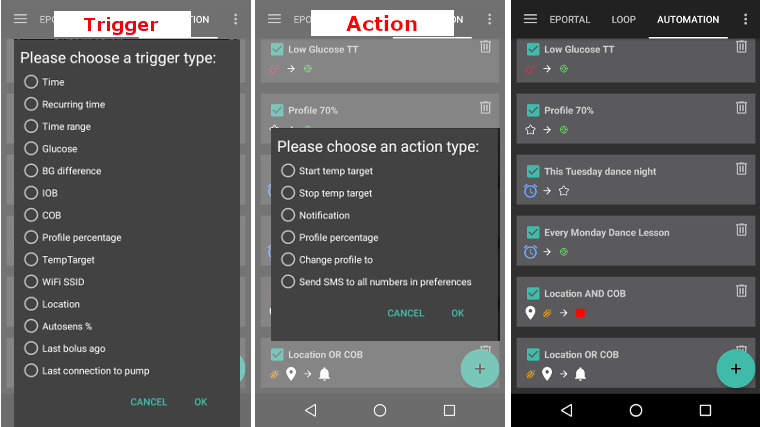 EPO
Trigger
TION
Please choose a trigger type:
Time
Recurring time
Time range
Glucose
BG difference
IOB
COB
Profile percentage
TempTarget
WiFi SSID
Location
Autosens %
Last bolus ago
Last connection to pump
CANCEL
OK
EPO
Action
ION
Low Glucose TT
Profile 70%
Please choose an action type:
Start temp target
Stop temp target
Notification
Profile percentage
Change profile to
Send SMS to all numbers in preferences
CANCEL
OK
Location OR COB
+
EPORTAL
LOOP
AUTOMATION
Low Glucose TT
Profile 70%
This Tuesday dance night
Every Monday Dance Lesson
Location AND COB
Location OR COB
+